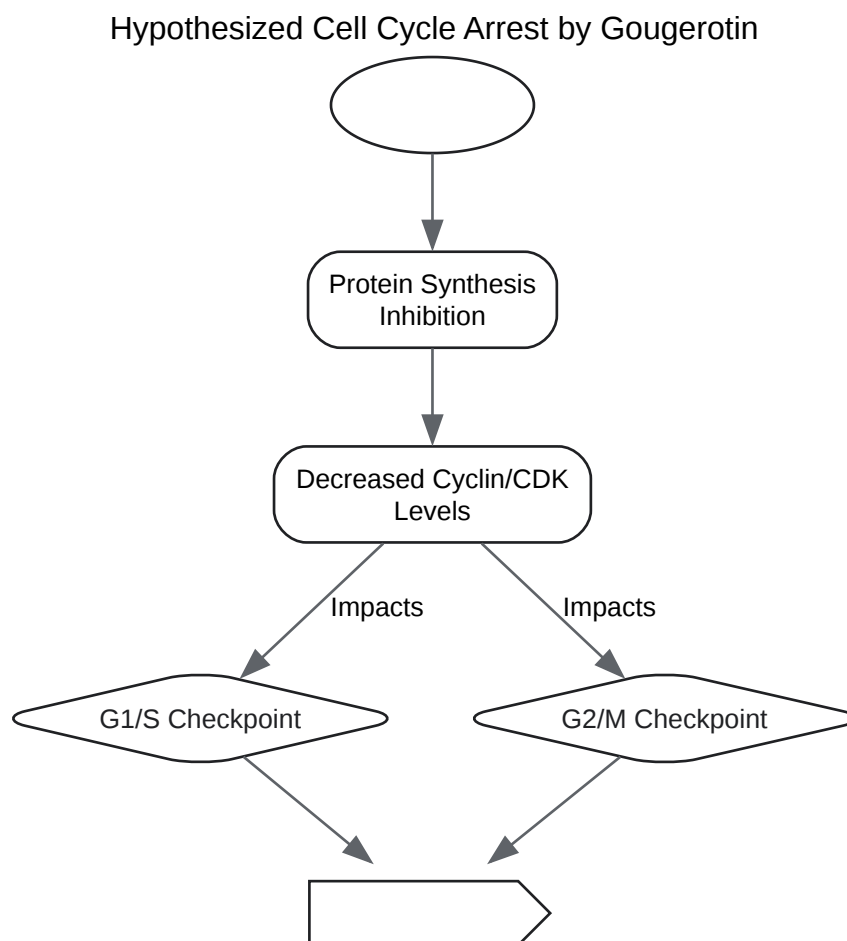 Hypothesized Cell Cycle Arrest by Gougerotin
Protein Synthesis
Inhibition
Decreased Cyclin/CDK
Levels
Impacts
Impacts
G1/S Checkpoint
G2/M Checkpoint